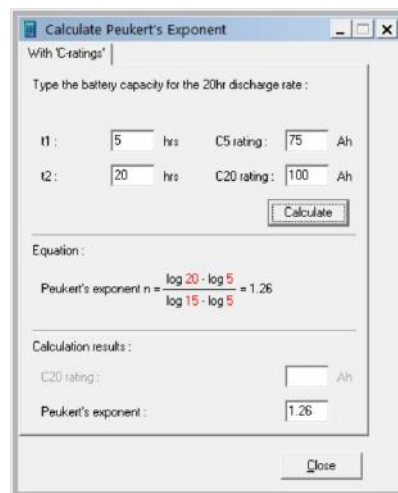 Calculate Peukert's Exponent
With 'C-ratings'
Type the battery capacity for the 20hr discharge rate :
t1 : 5 hrs C5 rating : 75 Ah
t2 : 20 hrs C20 rating : 100 Ah
Calculate
Equation :
log 20 - log 5
Peukert's exponent n = = 1.26
log 15 - log 5
Calculation results :
C20 rating : Ah
Peukert's exponent : 1.26
Close